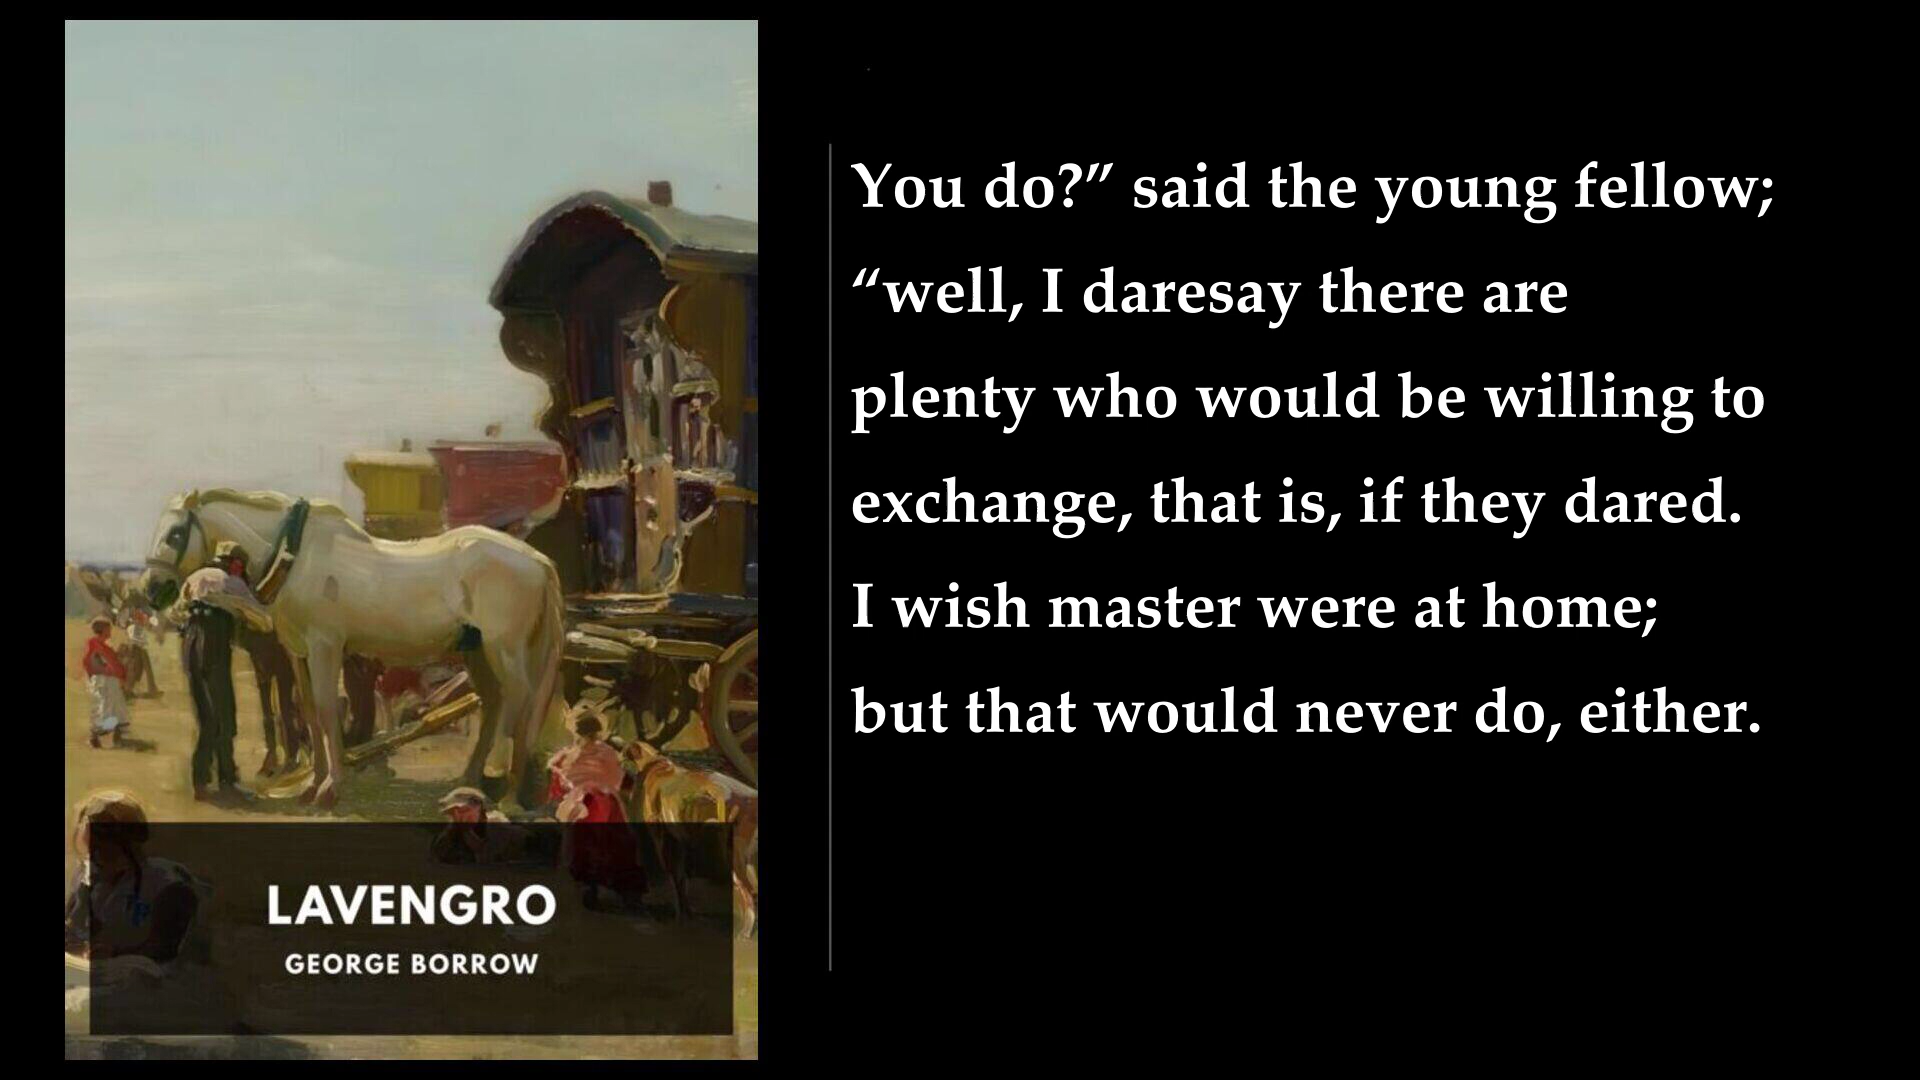 You do?” said the young fellow;
“well, I daresay there are
plenty who would be willing to
exchange, that is, if they dared.
I wish master were at home;
but that would never do, either.
LAVENGRO
GEORGE BORROW